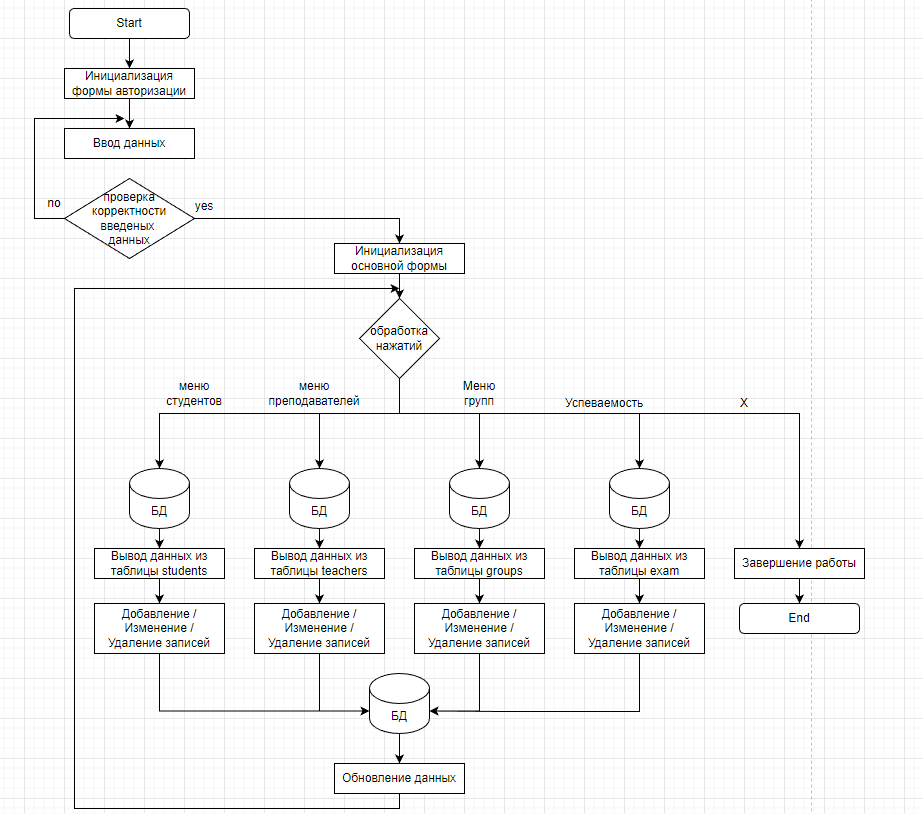 Start
Инициализация
формы авторизации
Ввод данных
no
проверка
корректности
введеных
данных
yes
Инициализация
основной формы
обработка
нажатий
меню
студентов
меню
преподавателей
Меню
групп
Успеваемость
X
БД
БД
БД
БД
Вывод данных из
таблицы students
Вывод данных из
таблицы teachers
Вывод данных из
таблицы groups
Вывод данных из
таблицы exam
Завершение работы
Добавление /
Изменение /
Удаление записей
Добавление /
Изменение /
Удаление записей
Добавление /
Изменение /
Удаление записей
Добавление /
Изменение /
Удаление записей
End
БД
Обновление данных